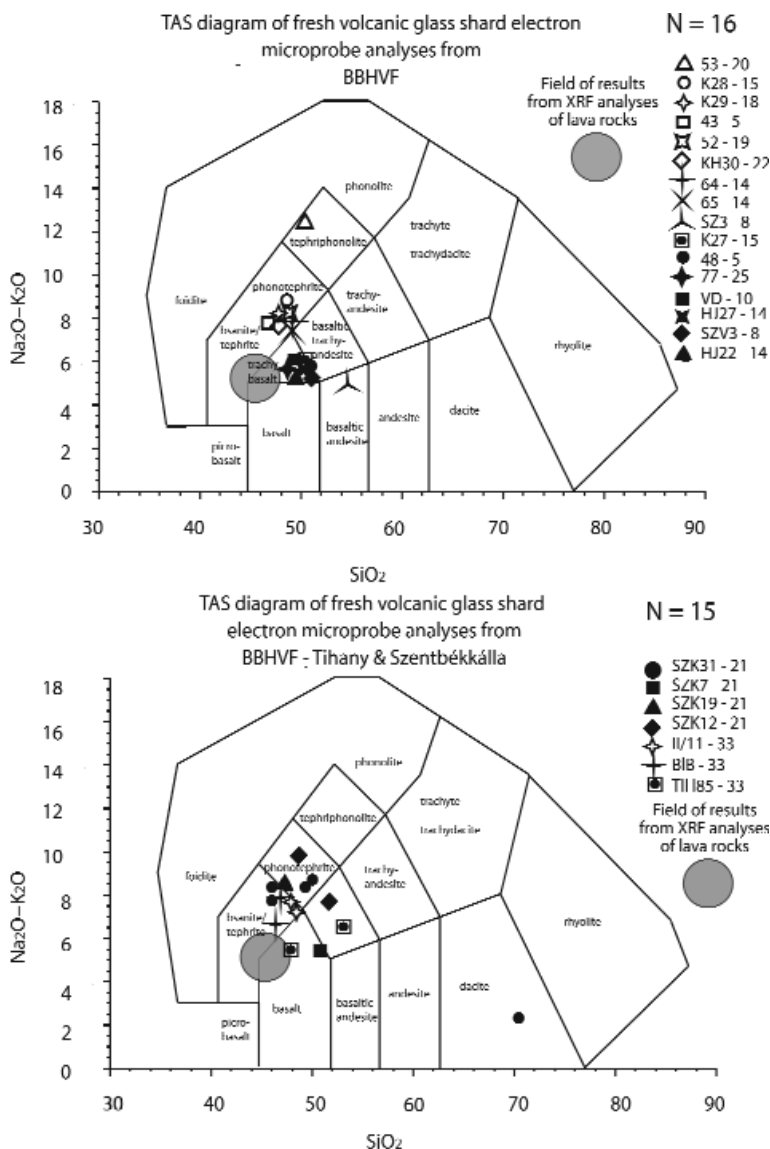 TAS diagram of fresh volcanic glass shard electron
microprobe analyses from
BBHVF
N = 16
Field of results
from XRF analyses
of lava rocks
53 - 20
K28 - 15
K29 - 18
43 5
52 - 19
KH30 - 22
64 - 14
65 14
SZ3 8
K27 - 15
48 - 5
77 - 25
VD - 10
HJ27 - 14
SZV3 - 8
HJ22 14
Na2O–K2O
18
16
14
12
10
8
6
4
2
0
phonolite
tephriphonolite
trachyte
trachydacite
foidite
phonotephrite
trachy-
andesite
bsanite/
tephrite
basaltic
trachy-
andesite
trachy
basalt
rhyolite
basalt
basaltic
andesite
andesite
dacite
picro-
basalt
30
40
50
60
70
80
90
SiO2
TAS diagram of fresh volcanic glass shard
electron microprobe analyses from
BBHVF - Tihany & Szentbékkálla
N = 15
SZK31 - 21
SZK7 21
SZK19 - 21
SZK12 - 21
II/11 - 33
BIB - 33
Field of results
from XRF analyses
of lava rocks
Na2O–K2O
18
16
14
12
10
8
6
4
2
0
phonolite
tephriphonolite
trachyte
trachydacite
foidite
phonotephrite
trachy-
andesite
bsanite/
tephrite
rhyolite
basalt
basaltic
andesite
andesite
dacite
picro-
basalt
30
40
50
60
70
80
90
SiO2